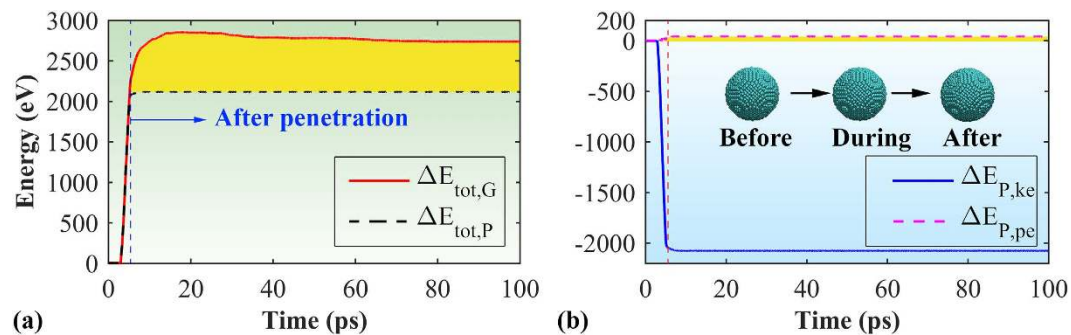 3000
2500
2000
1500
1000
500
0
Energy (eV)
After penetration
ΔE_tot,G
ΔE_tot,P
0 20 40 60 80 100
Time (ps)
(a)
200
0
-500
-1000
-1500
-2000
-2200
Before During After
ΔE_P,ke
ΔE_P,pe
0 20 40 60 80 100
Time (ps)
(b)